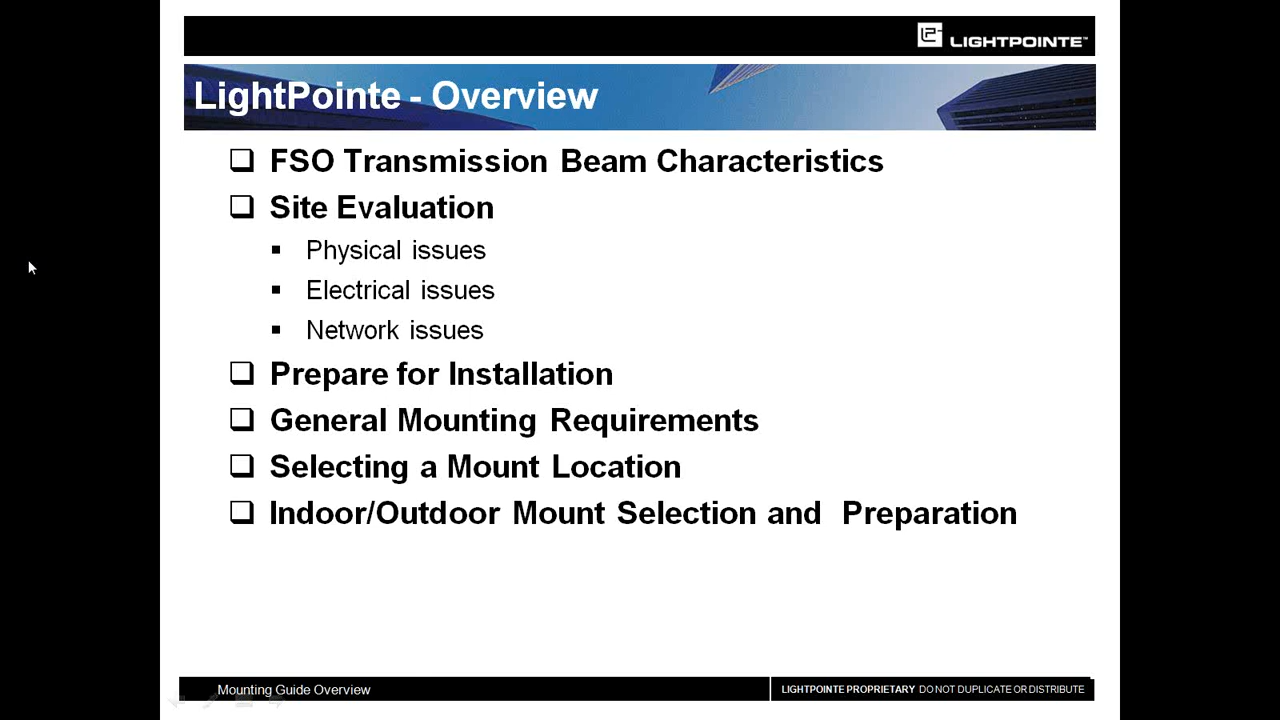 LIGHTPOINTE™
LightPointe - Overview
FSO Transmission Beam Characteristics
Site Evaluation
Physical issues
Electrical issues
Network issues
Prepare for Installation
General Mounting Requirements
Selecting a Mount Location
Indoor/Outdoor Mount Selection and Preparation
Mounting Guide Overview
LIGHTPOINTE PROPRIETARY DO NOT DUPLICATE OR DISTRIBUTE